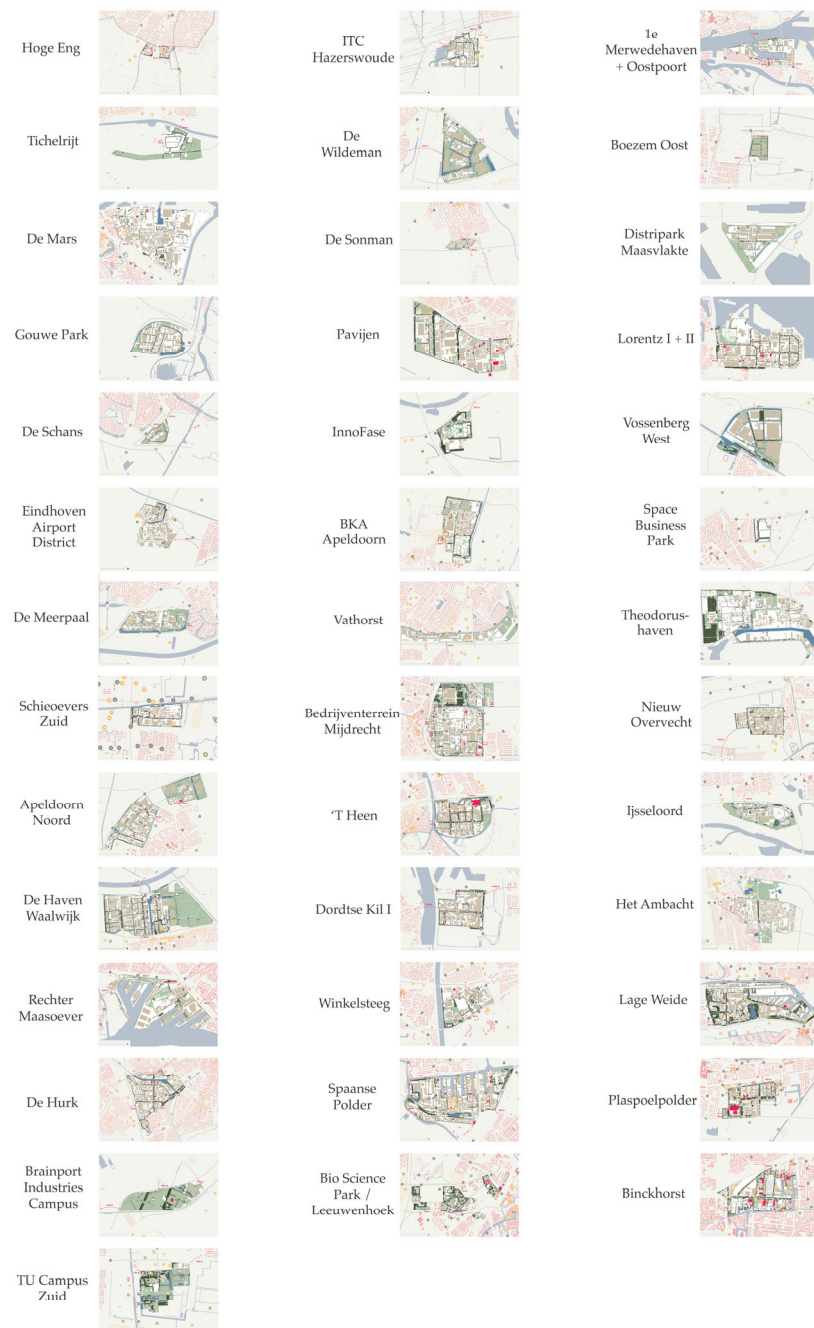 Hoge Eng
ITC
Hazerswoude
1e
Merwedehaven
+ Oostpoort
Tichelrijt
De
Wildeman
Boezem Oost
De Mars
De Sonman
Distripark
Maasvlakte
Gouwe Park
Pavijen
Lorentz I + II
De Schans
InnoFase
Vossenberg
West
Eindhoven
Airport
District
BKA
Apeldoorn
Space
Business
Park
De Meerpaal
Vathorst
Theodorus-
haven
Schieoevers
Zuid
Bedrijventerrein
Mijdrecht
Nieuw
Overvecht
Apeldoorn
Noord
'T Heen
Ijsseloord
De Haven
Waalwijk
Dordtse Kil I
Het Ambacht
Rechter
Maasoever
Winkelsteeg
Lage Weide
De Hurk
Spaanse
Polder
Plaspoelpolder
Brainport
Industries
Campus
Bio Science
Park /
Leeuwenhoek
Binckhorst
TU Campus
Zuid